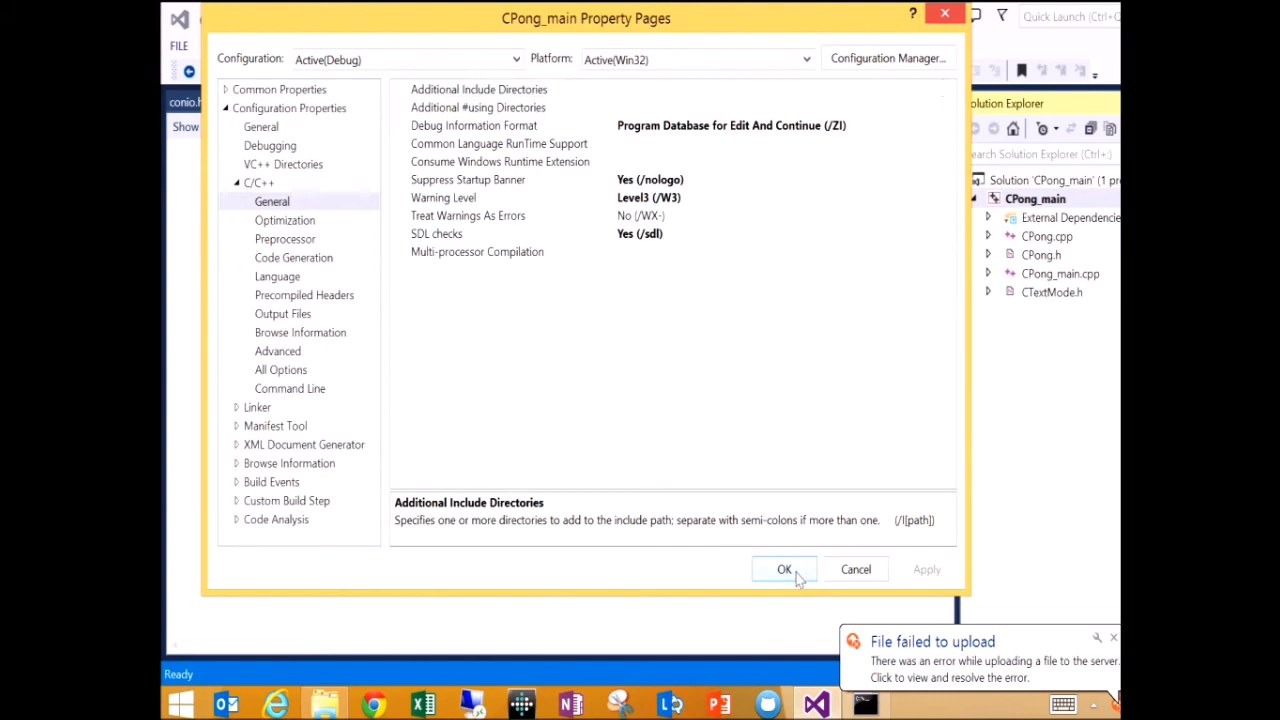 CPong_main Property Pages
?
Quick Launch (Ctrl+
FILE
Configuration: Active(Debug) Platform: Active(Win32) Configuration Manager...
conio.h
Show
Common Properties
Configuration Properties
General
Debugging
VC++ Directories
C/C++
General
Optimization
Preprocessor
Code Generation
Language
Precompiled Headers
Output Files
Browse Information
Advanced
All Options
Command Line
Linker
Manifest Tool
XML Document Generator
Browse Information
Build Events
Custom Build Step
Code Analysis
Additional Include Directories
Additional #using Directories
Debug Information Format Program Database for Edit And Continue (/ZI)
Common Language RunTime Support
Consume Windows Runtime Extension
Suppress Startup Banner Yes (/nologo)
Warning Level Level3 (/W3)
Treat Warnings As Errors No (/WX-)
SDL checks Yes (/sdl)
Multi-processor Compilation
Additional Include Directories
Specifies one or more directories to add to the include path; separate with semi-colons if more than one. (/I[path])
OK Cancel Apply
olution Explorer
earch Solution Explorer (Ctrl+;)
Solution 'CPong_main' (1 pr
CPong_main
External Dependencie
CPong.cpp
CPong.h
CPong_main.cpp
CTextMode.h
File failed to upload
There was an error while uploading a file to the server.
Click to view and resolve the error.
Ready